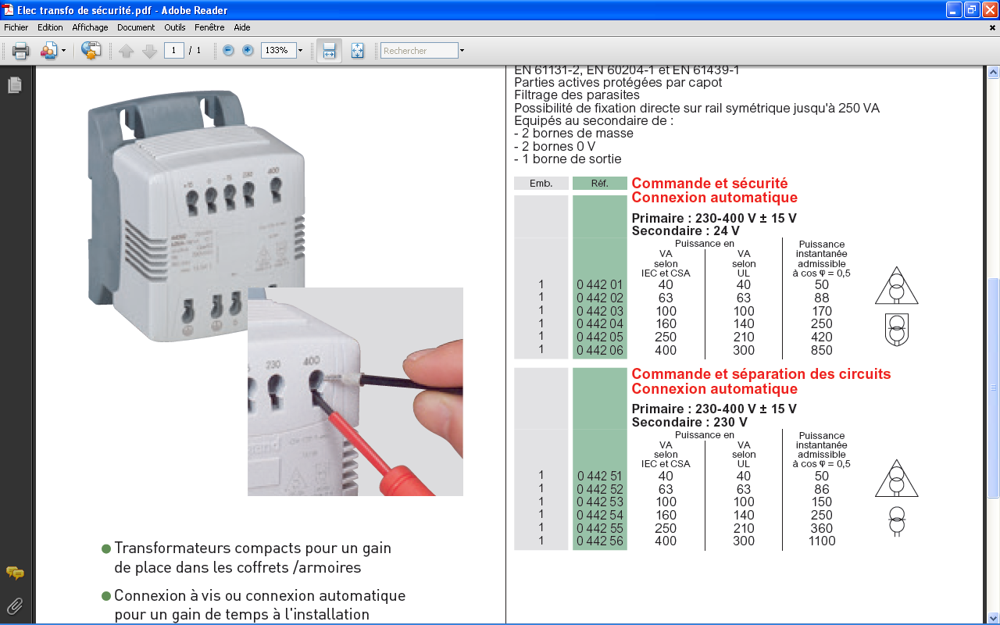 Elec transfo de sécurité.pdf - Adobe Reader
Fichier Edition Affichage Document Outils Fenêtre Aide
1 / 1 133% Rechercher
EN 61131-2, EN 60204-1 et EN 61439-1
Parties actives protégées par capot
Filtrage des parasites
Possibilité de fixation directe sur rail symétrique jusqu'à 250 VA
Equipés au secondaire de :
- 2 bornes de masse
- 2 bornes 0 V
- 1 borne de sortie
Emb. Réf. Commande et sécurité
Connexion automatique
Primaire : 230-400 V ± 15 V
Secondaire : 24 V
Puissance en Puissance
VA VA instantanée
selon selon admissible
IEC et CSA UL à cos φ = 0,5
1 0 442 01 40 40 50
1 0 442 02 63 63 88
1 0 442 03 100 100 170
1 0 442 04 160 140 250
1 0 442 05 250 210 420
1 0 442 06 400 300 850
Commande et séparation des circuits
Connexion automatique
Primaire : 230-400 V ± 15 V
Secondaire : 230 V
Puissance en Puissance
VA VA instantanée
selon selon admissible
IEC et CSA UL à cos φ = 0,5
1 0 442 51 40 40 50
1 0 442 52 63 63 86
1 0 442 53 100 100 150
1 0 442 54 160 140 250
1 0 442 55 250 210 360
1 0 442 56 400 300 1100
+15 0 -15 230 400
230 400
Transformateurs compacts pour un gain
de place dans les coffrets /armoires
Connexion à vis ou connexion automatique
pour un gain de temps à l'installation